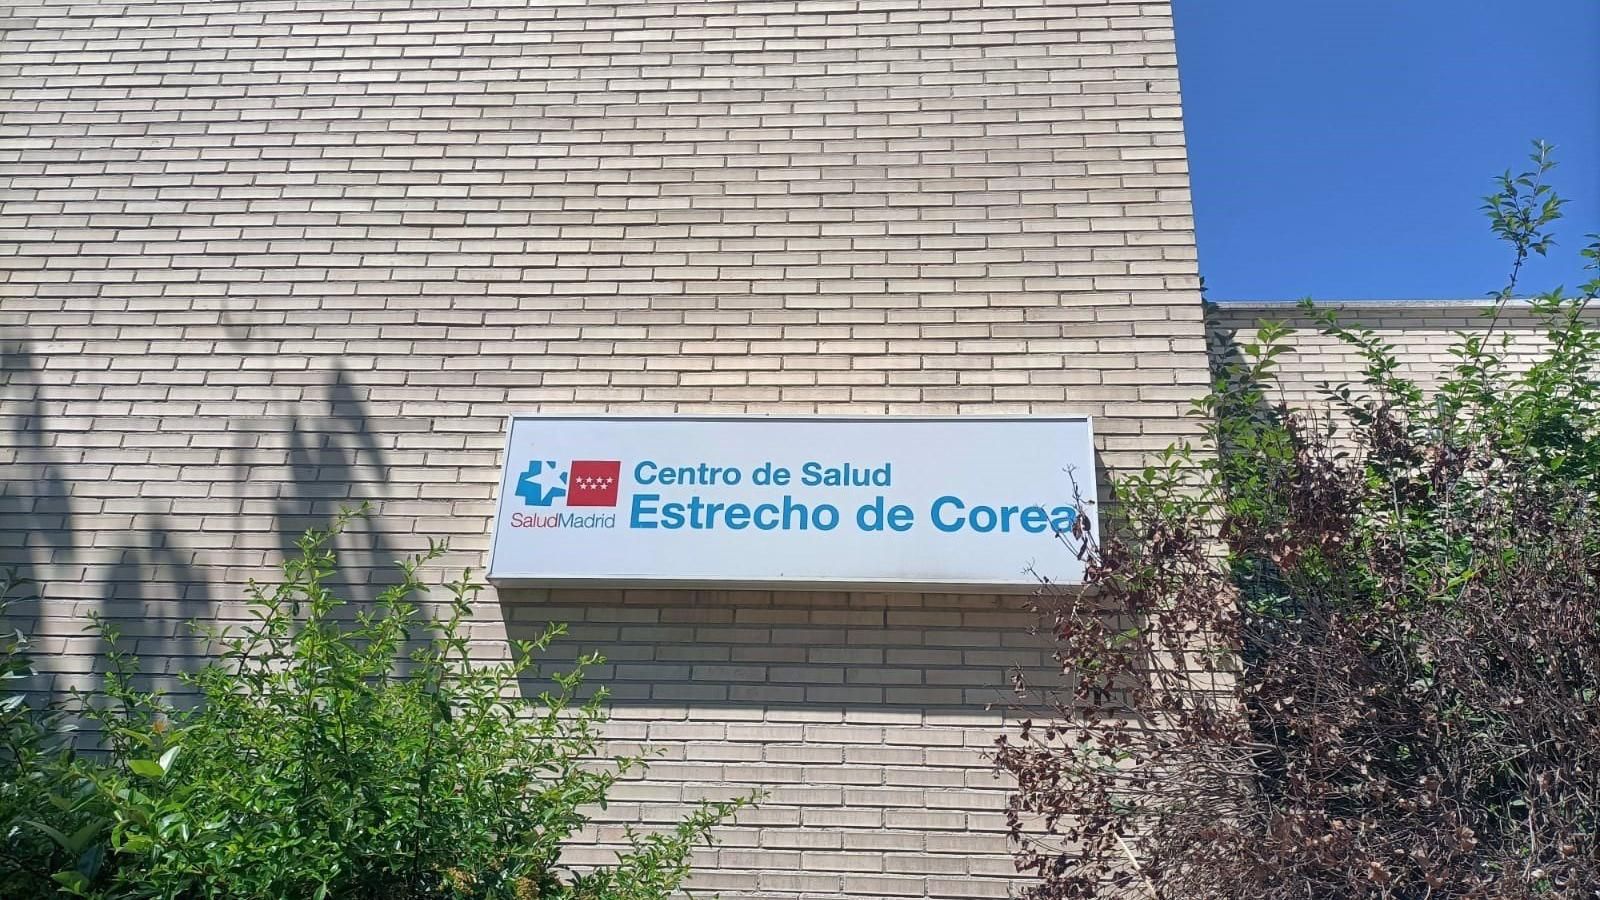 Centro de Salud
Estrecho de Corea
SaludMadrid